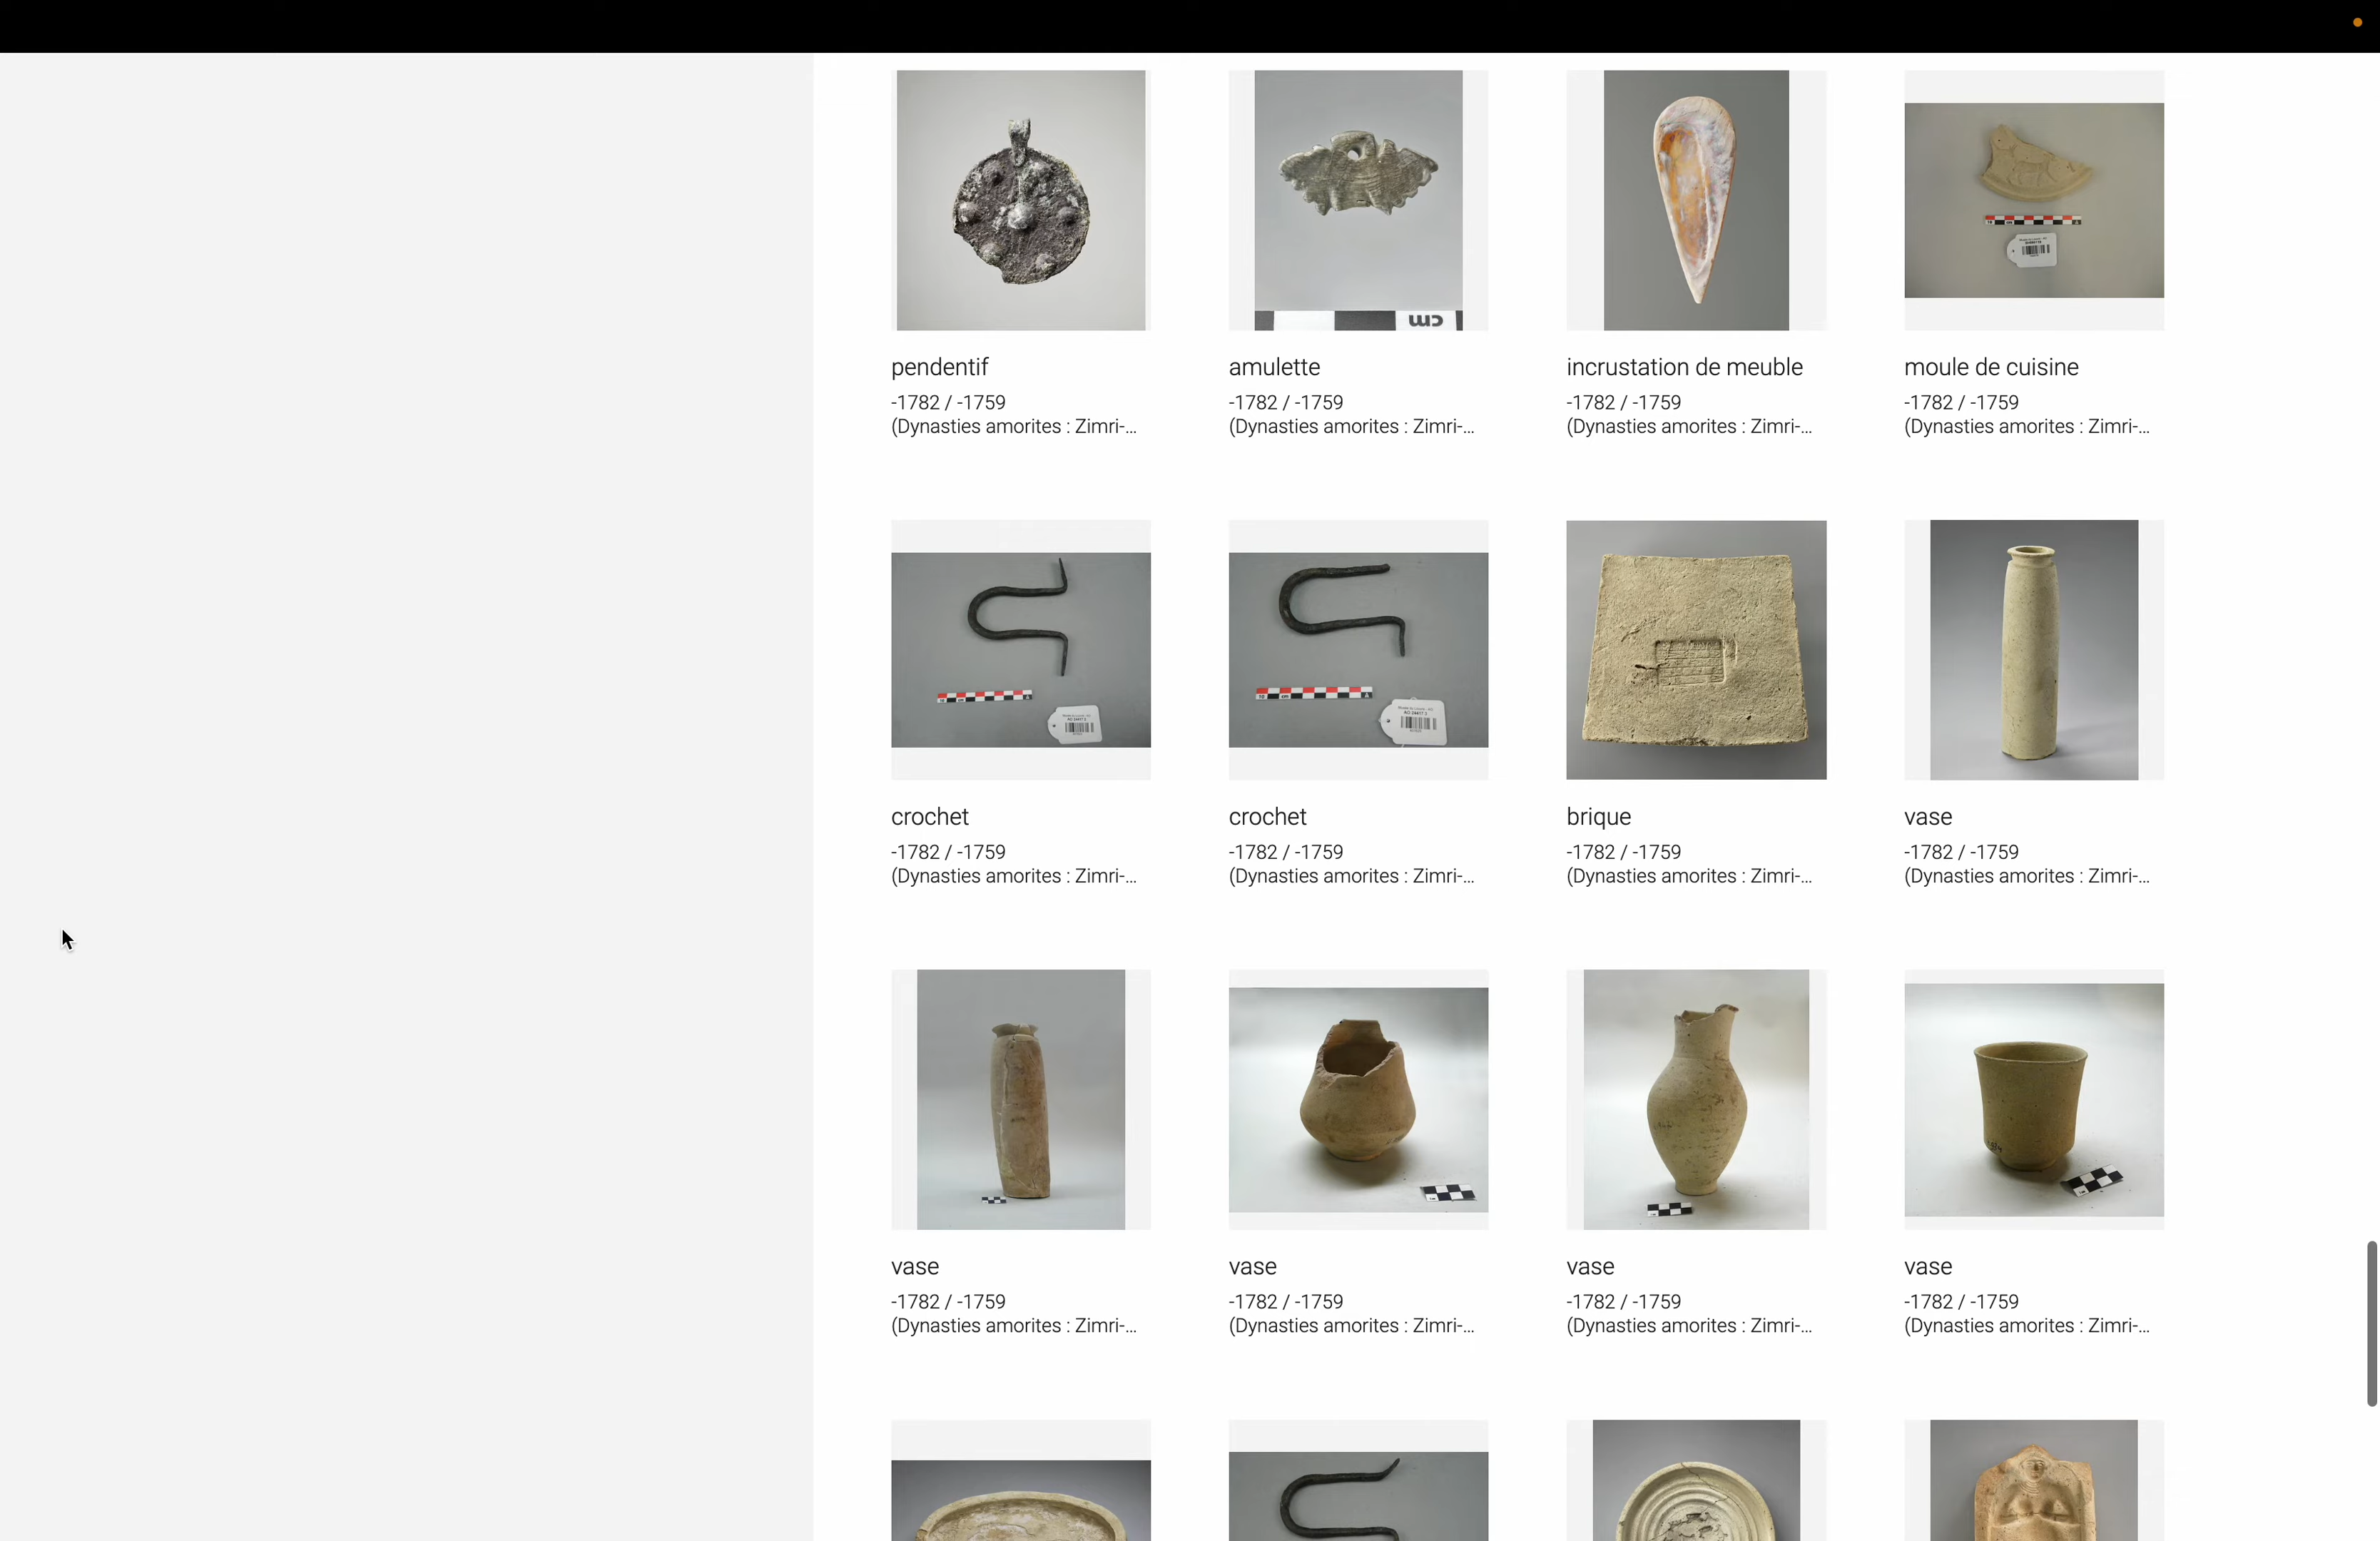 cm
pendentif
-1782 / -1759
(Dynasties amorites : Zimri-...
amulette
-1782 / -1759
(Dynasties amorites : Zimri-...
incrustation de meuble
-1782 / -1759
(Dynasties amorites : Zimri-...
moule de cuisine
-1782 / -1759
(Dynasties amorites : Zimri-...
crochet
-1782 / -1759
(Dynasties amorites : Zimri-...
crochet
-1782 / -1759
(Dynasties amorites : Zimri-...
brique
-1782 / -1759
(Dynasties amorites : Zimri-...
vase
-1782 / -1759
(Dynasties amorites : Zimri-...
vase
-1782 / -1759
(Dynasties amorites : Zimri-...
vase
-1782 / -1759
(Dynasties amorites : Zimri-...
vase
-1782 / -1759
(Dynasties amorites : Zimri-...
vase
-1782 / -1759
(Dynasties amorites : Zimri-...